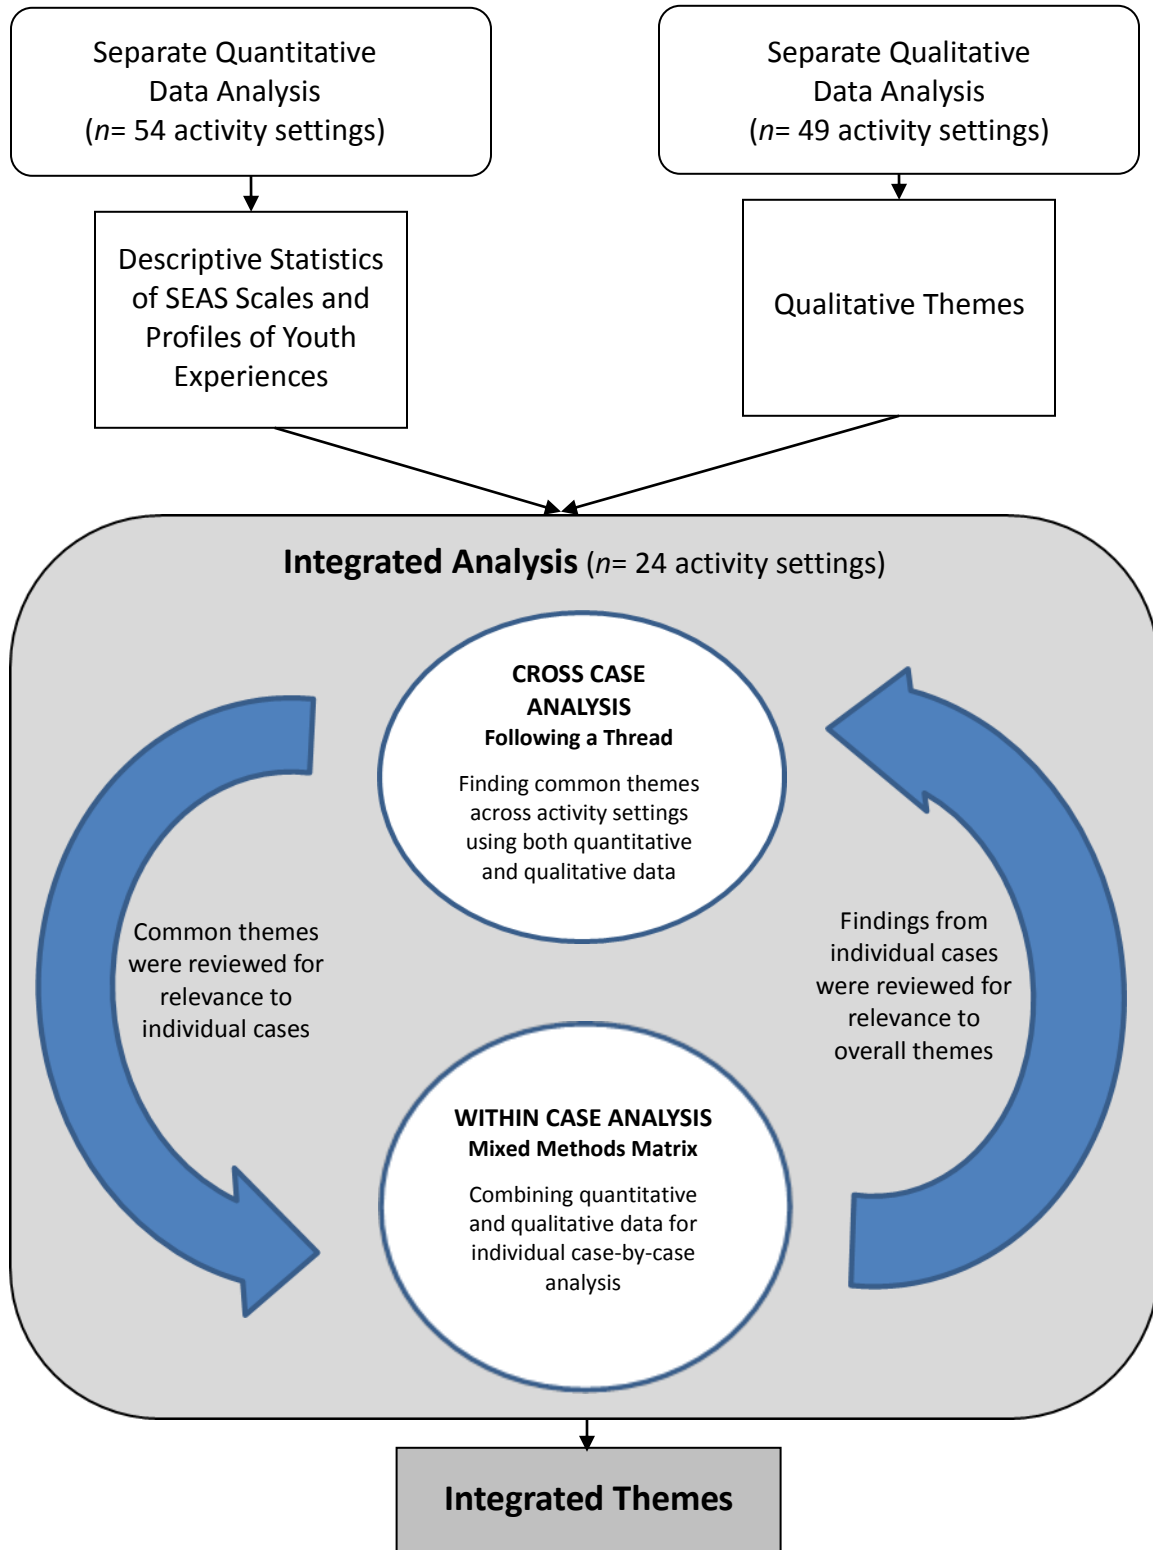 Separate Quantitative
Data Analysis
(n= 54 activity settings)
Separate Qualitative
Data Analysis
(n= 49 activity settings)
Descriptive Statistics
of SEAS Scales and
Profiles of Youth
Experiences
Qualitative Themes
Integrated Analysis (n= 24 activity settings)
CROSS CASE
ANALYSIS
Following a Thread
Finding common themes
across activity settings
using both quantitative
and qualitative data
Common themes
were reviewed for
relevance to
individual cases
Findings from
individual cases
were reviewed for
relevance to
overall themes
WITHIN CASE ANALYSIS
Mixed Methods Matrix
Combining quantitative
and qualitative data for
individual case-by-case
analysis
Integrated Themes